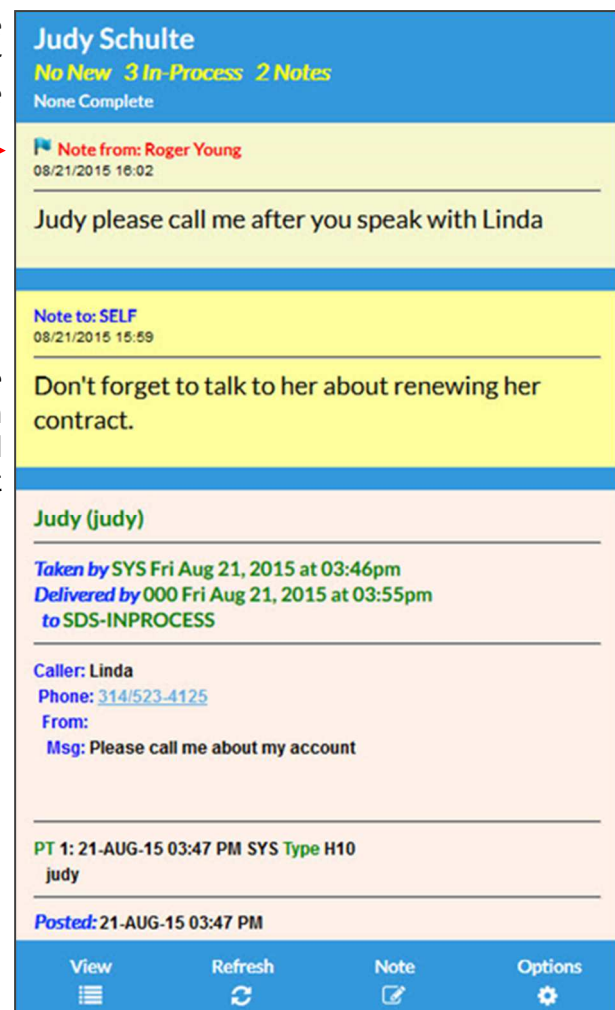 Judy Schulte
No New 3 In-Process 2 Notes
None Complete
Note from: Roger Young
08/21/2015 16:02
Judy please call me after you speak with Linda
Note to: SELF
08/21/2015 15:59
Don't forget to talk to her about renewing her
contract.
Judy (judy)
Taken by SYS Fri Aug 21, 2015 at 03:46pm
Delivered by 000 Fri Aug 21, 2015 at 03:55pm
to SDS-INPROCESS
Caller: Linda
Phone: 314/523-4125
From:
Msg: Please call me about my account
PT 1: 21-AUG-15 03:47 PM SYS Type H10
judy
Posted: 21-AUG-15 03:47 PM
View Refresh Note Options